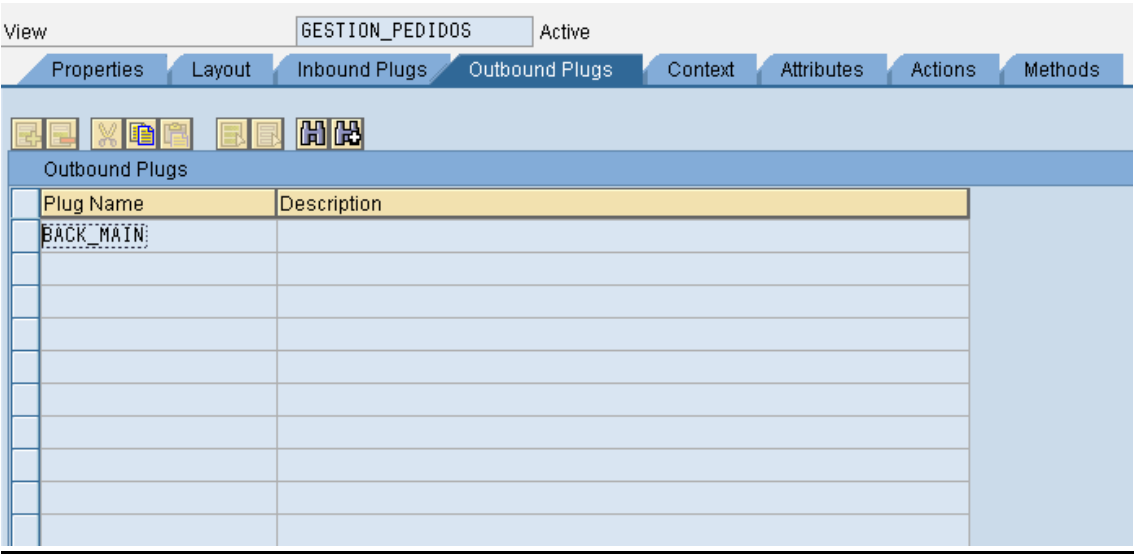 View GESTION_PEDIDOS Active
Properties Layout Inbound Plugs Outbound Plugs Context Attributes Actions Methods
Outbound Plugs
Plug Name Description
BACK_MAIN